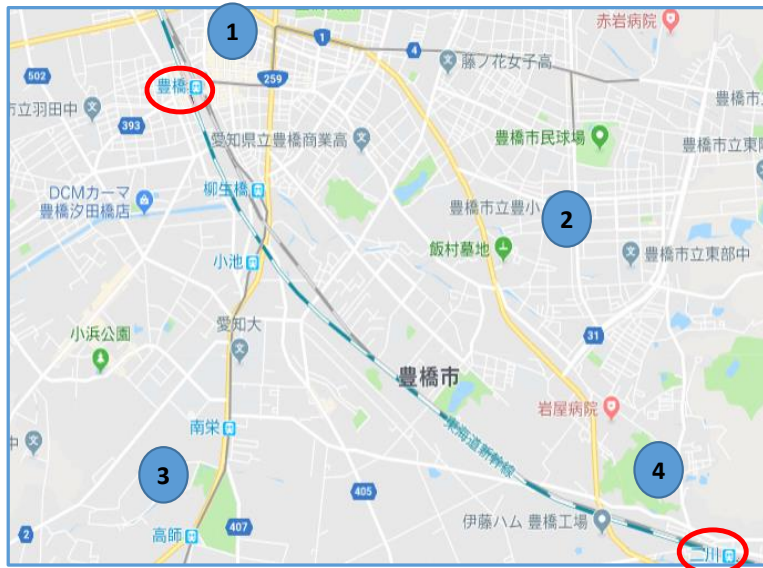 1
赤岩病院
1
4
藤ノ花女子高
502
豊橋
259
豊橋市
市立羽田中
393
愛知県立豊橋商業高
豊橋市民球場
豊橋市立東陵
DCMカーマ
豊橋汐田橋店
柳生橋
豊橋市立豊小
2
飯村墓地
豊橋市立東部中
小池
小浜公園
愛知大
31
豊橋市
岩屋病院
南栄
東海道新幹線
中
3
4
405
伊藤ハム 豊橋工場
2
高師
407
二川